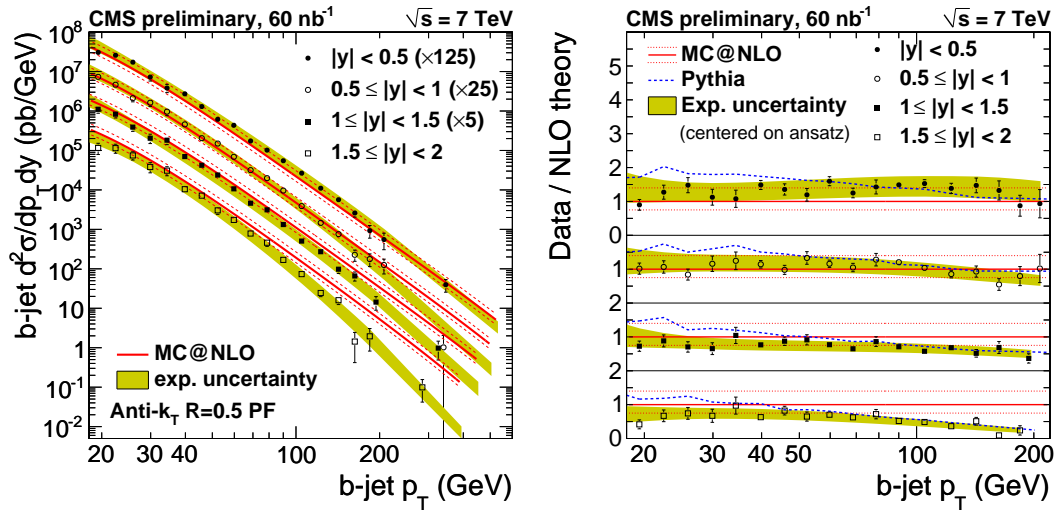 CMS preliminary, 60 nb⁻¹ √s = 7 TeV
b-jet d²σ/dp_T dy (pb/GeV)
10⁸
10⁷
10⁶
10⁵
10⁴
10³
10²
10
1
10⁻¹
10⁻²
|y| < 0.5 (×125)
0.5 ≤ |y| < 1 (×25)
1 ≤ |y| < 1.5 (×5)
1.5 ≤ |y| < 2
MC@NLO
exp. uncertainty
Anti-k_T R=0.5 PF
20 30 40 100 200
b-jet p_T (GeV)
CMS preliminary, 60 nb⁻¹ √s = 7 TeV
Data / NLO theory
MC@NLO
Pythia
Exp. uncertainty
(centered on ansatz)
|y| < 0.5
0.5 ≤ |y| < 1
1 ≤ |y| < 1.5
1.5 ≤ |y| < 2
5
4
3
2
1
0
1
2
1
2
1
0
20 30 40 50 100 200
b-jet p_T (GeV)